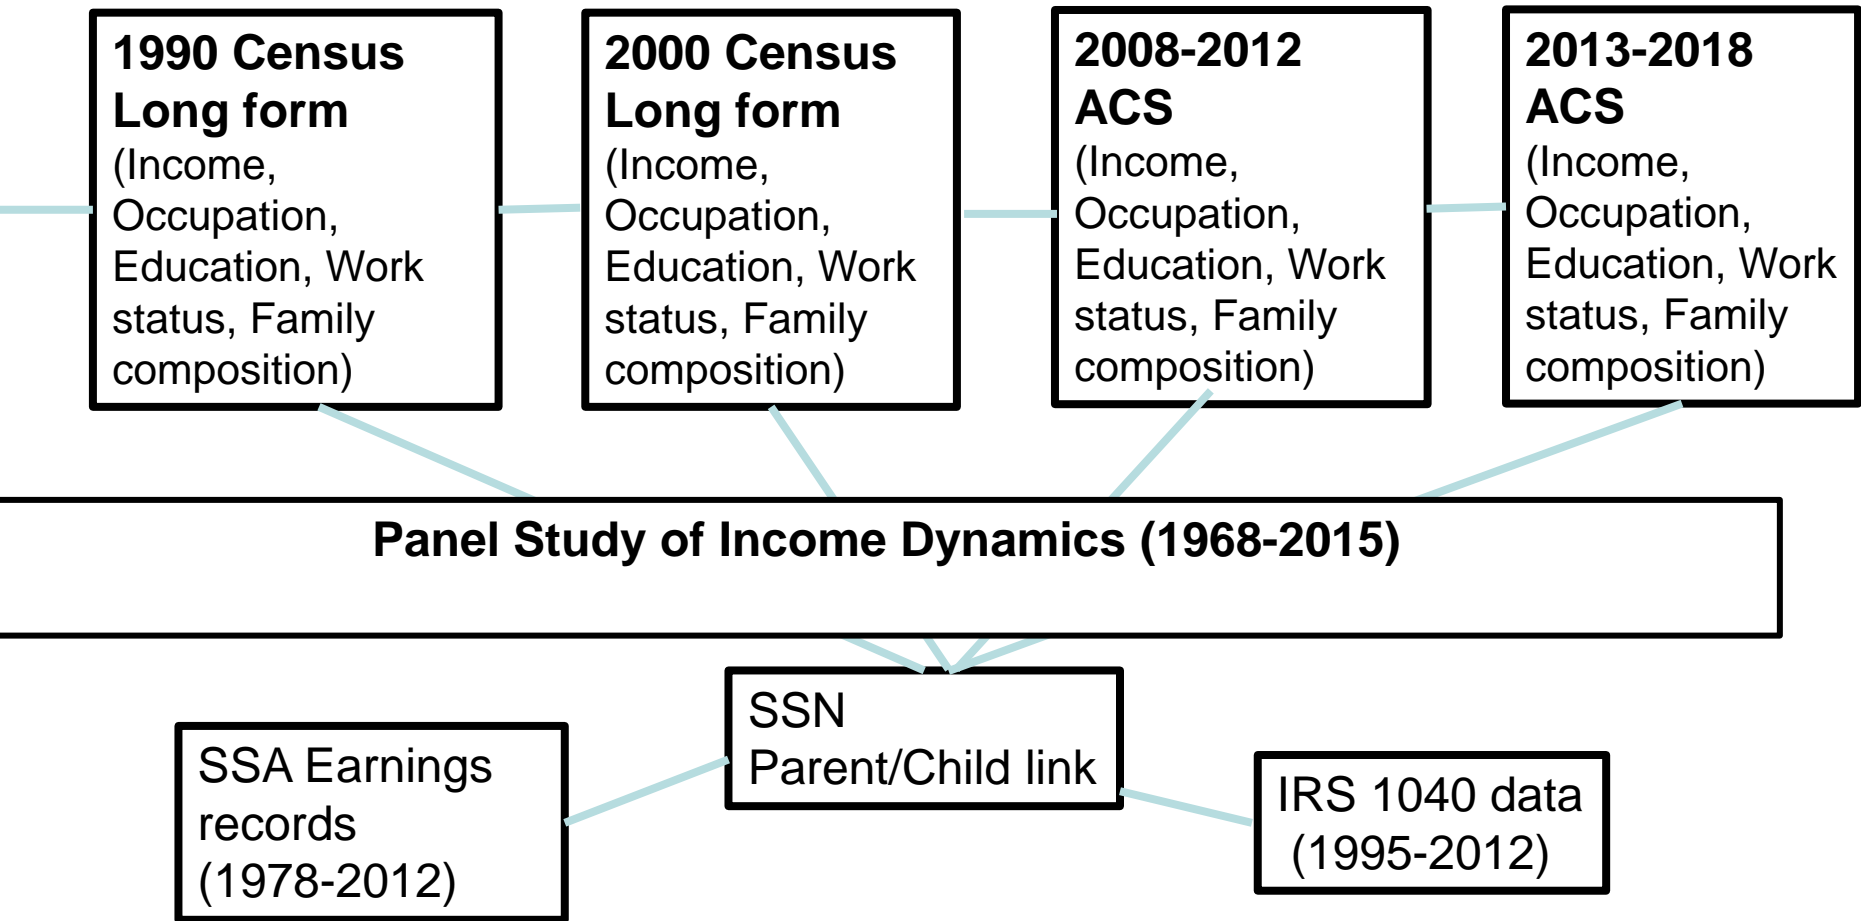 1990 Census
Long form
(Income,
Occupation,
Education, Work
status, Family
composition)
2000 Census
Long form
(Income,
Occupation,
Education, Work
status, Family
composition)
2008-2012
ACS
(Income,
Occupation,
Education, Work
status, Family
composition)
2013-2018
ACS
(Income,
Occupation,
Education, Work
status, Family
composition)
Panel Study of Income Dynamics (1968-2015)
SSN
Parent/Child link
SSA Earnings
records
(1978-2012)
IRS 1040 data
(1995-2012)